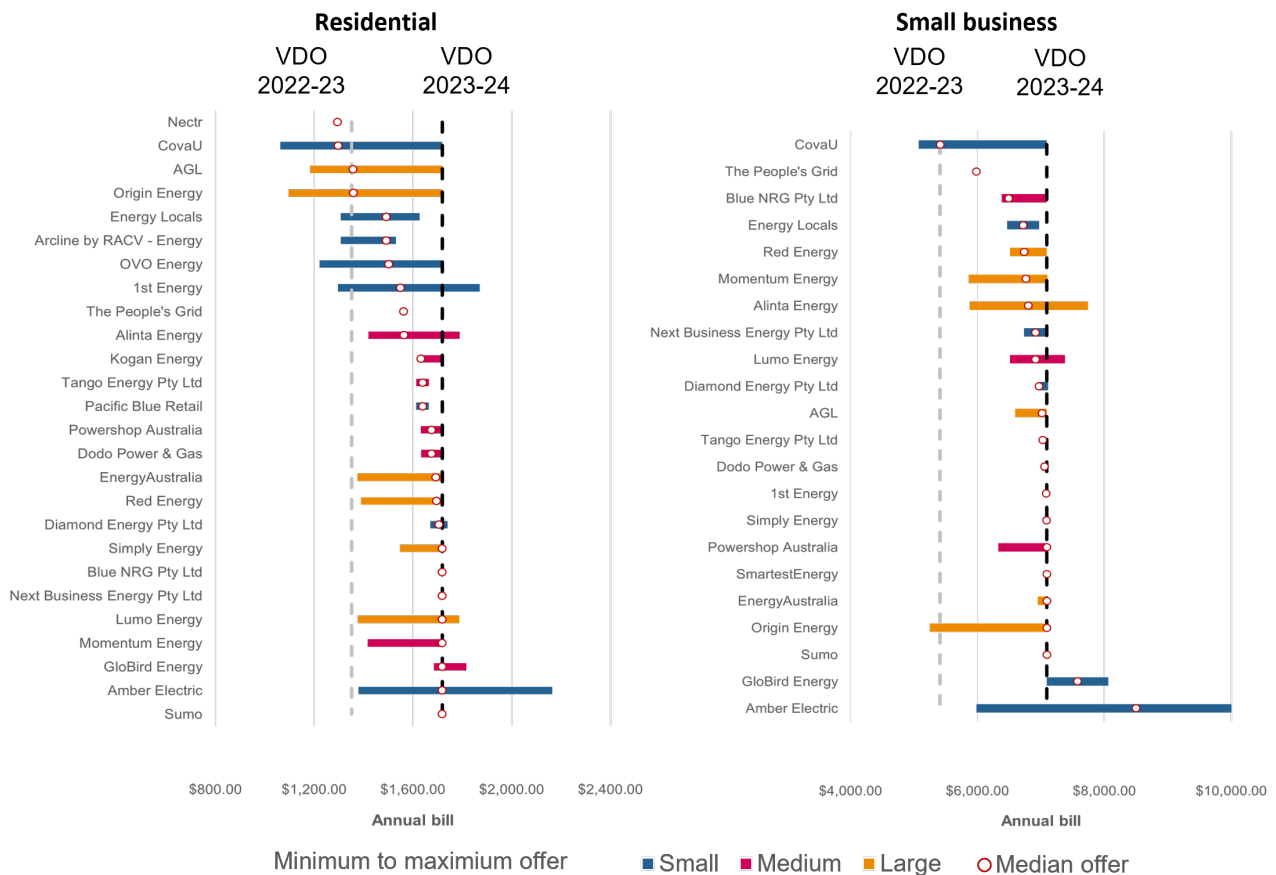 Residential
VDO
2022-23
VDO
2023-24
Nectr
CovaU
AGL
Origin Energy
Energy Locals
Arcline by RACV - Energy
OVO Energy
1st Energy
The People's Grid
Alinta Energy
Kogan Energy
Tango Energy Pty Ltd
Pacific Blue Retail
Powershop Australia
Dodo Power & Gas
EnergyAustralia
Red Energy
Diamond Energy Pty Ltd
Simply Energy
Blue NRG Pty Ltd
Next Business Energy Pty Ltd
Lumo Energy
Momentum Energy
GloBird Energy
Amber Electric
Sumo
$800.00 $1,200.00 $1,600.00 $2,000.00 $2,400.00
Annual bill
Small business
VDO
2022-23
VDO
2023-24
CovaU
The People's Grid
Blue NRG Pty Ltd
Energy Locals
Red Energy
Momentum Energy
Alinta Energy
Next Business Energy Pty Ltd
Lumo Energy
Diamond Energy Pty Ltd
AGL
Tango Energy Pty Ltd
Dodo Power & Gas
1st Energy
Simply Energy
Powershop Australia
SmartestEnergy
EnergyAustralia
Origin Energy
Sumo
GloBird Energy
Amber Electric
$4,000.00 $6,000.00 $8,000.00 $10,000.00
Annual bill
Minimum to maximium offer Small Medium Large Median offer